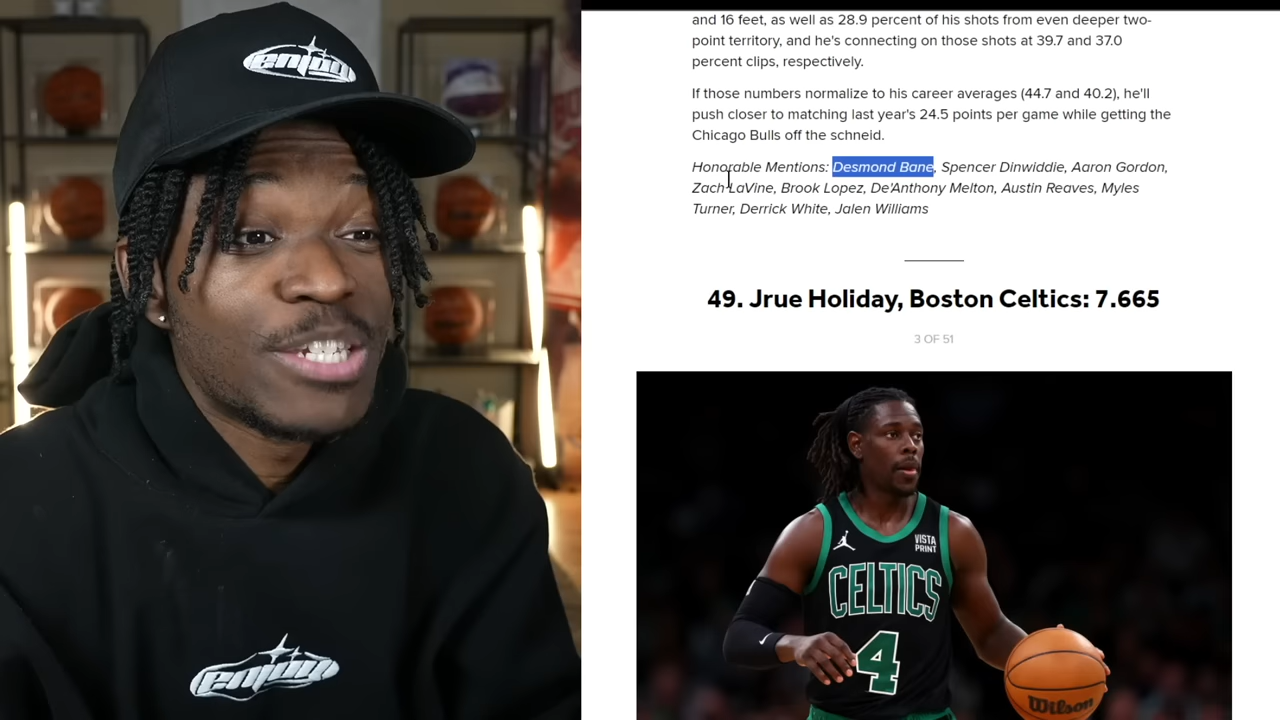 enjoy
enjoy
and 16 feet, as well as 28.9 percent of his shots from even deeper two-
point territory, and he's connecting on those shots at 39.7 and 37.0
percent clips, respectively.
If those numbers normalize to his career averages (44.7 and 40.2), he'll
push closer to matching last year's 24.5 points per game while getting the
Chicago Bulls off the schneid.
Honorable Mentions: Desmond Bane, Spencer Dinwiddie, Aaron Gordon,
Zach LaVine, Brook Lopez, De'Anthony Melton, Austin Reaves, Myles
Turner, Derrick White, Jalen Williams
49. Jrue Holiday, Boston Celtics: 7.665
3 OF 51
VISTA
PRINT
CELTICS
4
Wilson